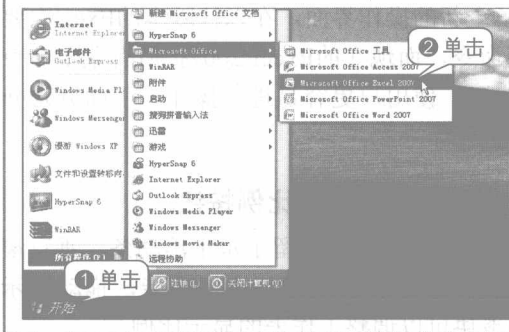 Internet
Internet Explorer
电子邮件
Outlook Express
Windows Media Pl
Windows Messenger
漫游 Windows XP
文件和设置转移向
HyperSnap 6
WinRAR
所有程序(P)
❶ 单击
开始
新建 Microsoft Office 文档
HyperSnap 6
Microsoft Office
WinRAR
附件
启动
搜狗拼音输入法
迅雷
游戏
HyperSnap 6
Internet Explorer
Outlook Express
Windows Media Player
Windows Messenger
Windows Movie Maker
远程协助
注销(L)
关闭计算机(U)
Microsoft Office 工具
Microsoft Office Access 2007
Microsoft Office Excel 2007
Microsoft Office PowerPoint 2007
Microsoft Office Word 2007
❷ 单击